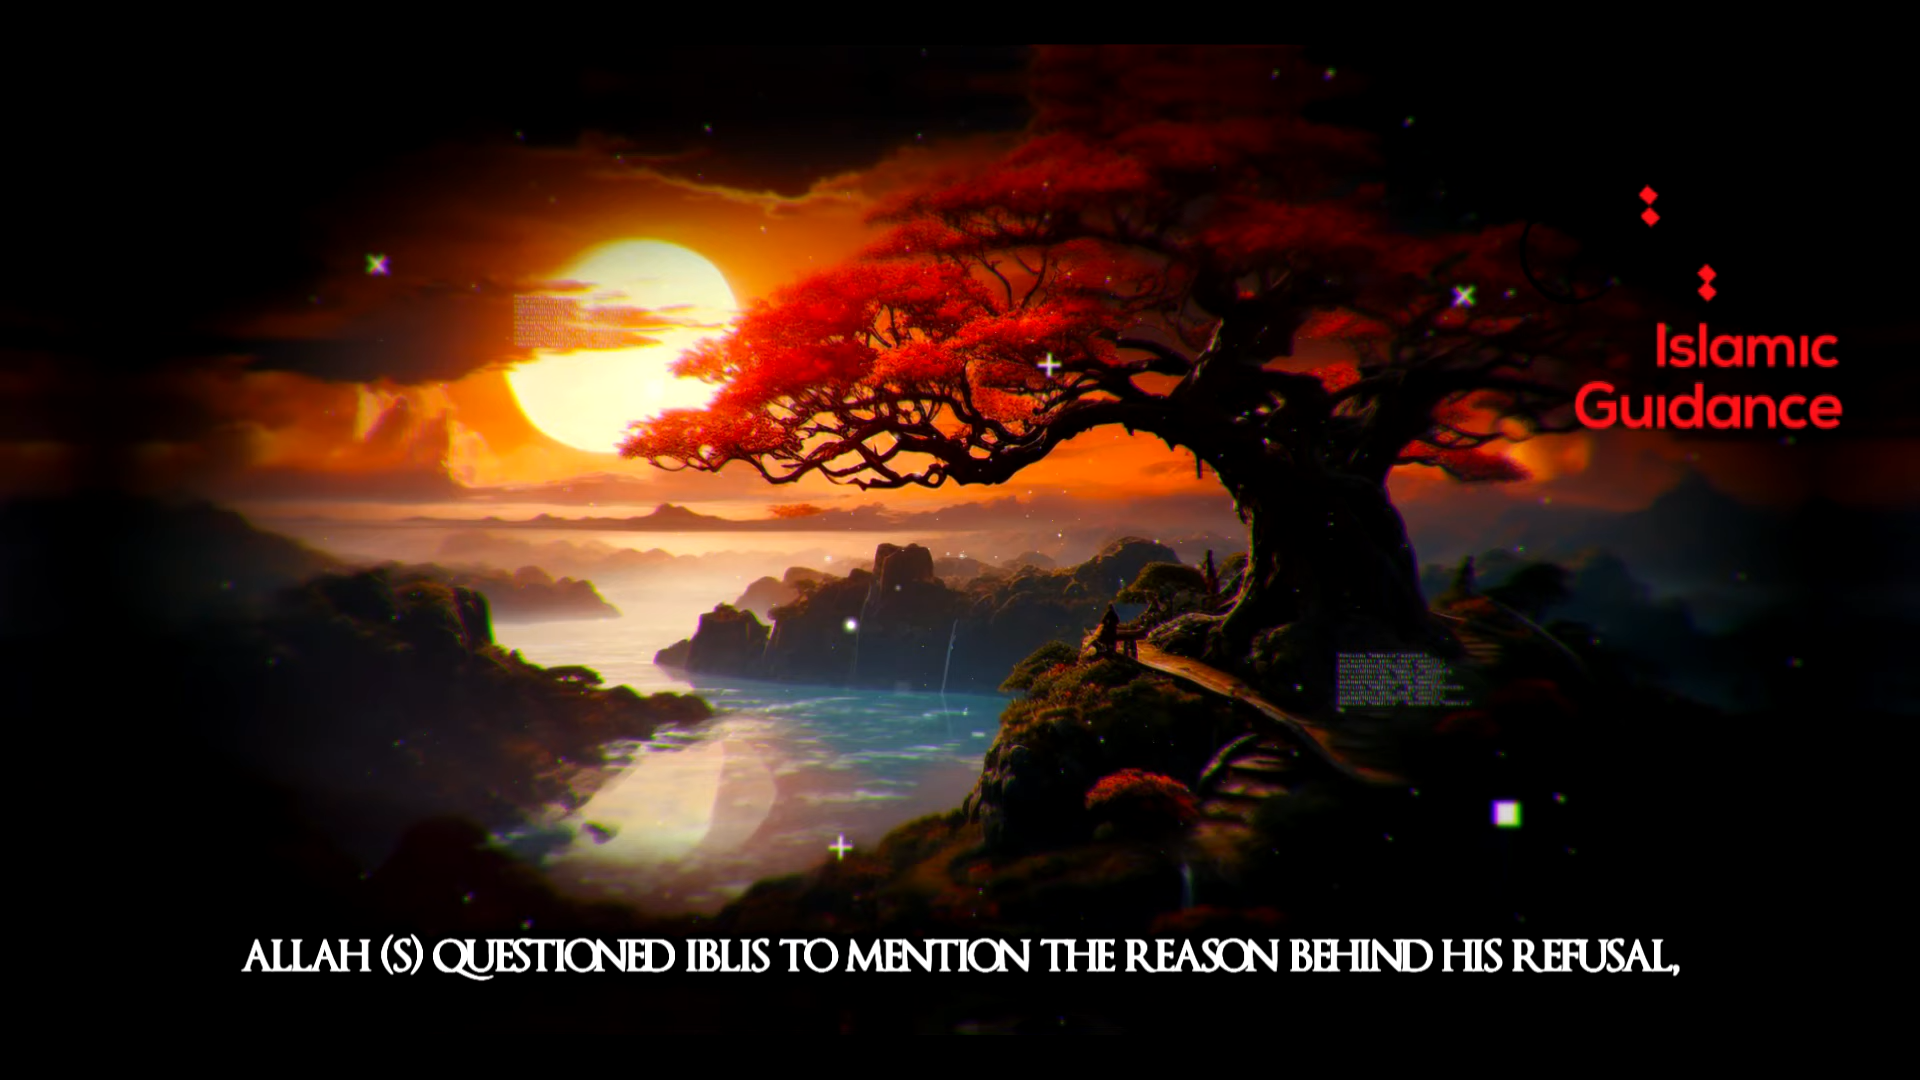 Islamic
Guidance
ALLAH (S) QUESTIONED IBLIS TO MENTION THE REASON BEHIND HIS REFUSAL,